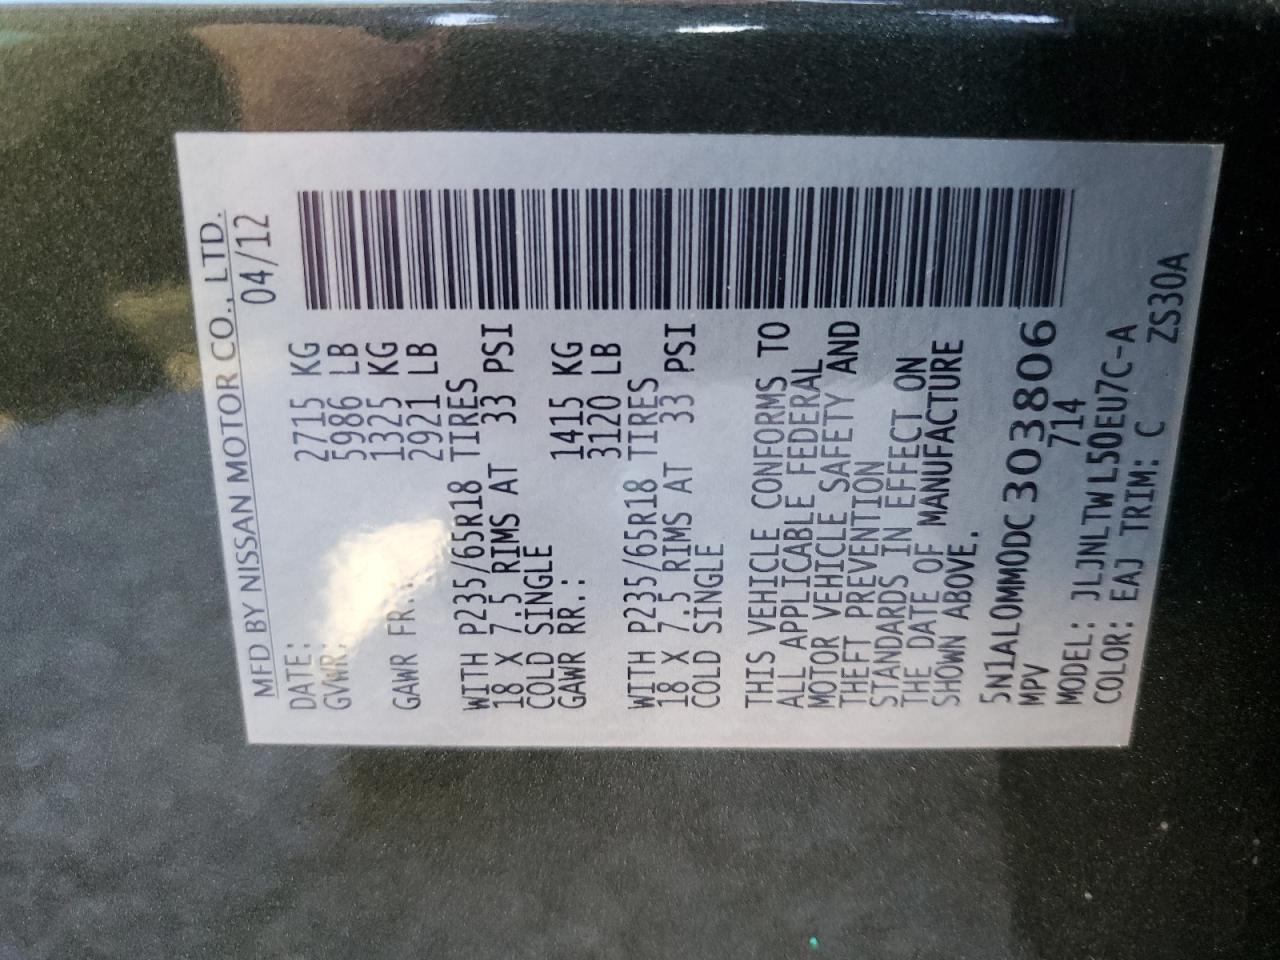 MFD BY NISSAN MOTOR CO., LTD.
DATE: 04/12
GVWR: 2715 KG
5986 LB
GAWR FR.: 1325 KG
2921 LB
WITH P235/65R18 TIRES
18 X 7.5 RIMS AT 33 PSI
COLD SINGLE
GAWR RR.: 1415 KG
3120 LB
WITH P235/65R18 TIRES
18 X 7.5 RIMS AT 33 PSI
COLD SINGLE
THIS VEHICLE CONFORMS TO
ALL APPLICABLE FEDERAL
MOTOR VEHICLE SAFETY AND
THEFT PREVENTION
STANDARDS IN EFFECT ON
THE DATE OF MANUFACTURE
SHOWN ABOVE.
5N1AL0MM0DC303806
MPV 714
MODEL: JLJNLTWL50EU7C-A
COLOR: EAJ TRIM: C ZS30A